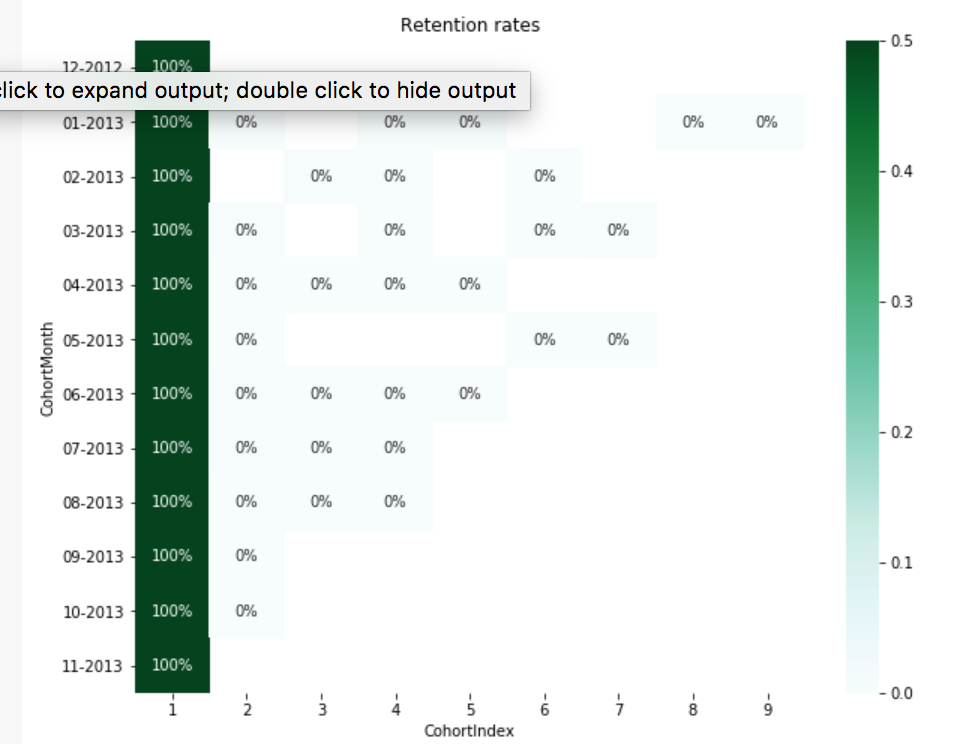 Retention rates
12-2012 100%
click to expand output; double click to hide output
01-2013 100% 0% 0% 0% 0% 0%
02-2013 100% 0% 0% 0%
03-2013 100% 0% 0% 0% 0%
04-2013 100% 0% 0% 0% 0%
05-2013 100% 0% 0% 0%
06-2013 100% 0% 0% 0% 0%
07-2013 100% 0% 0% 0%
08-2013 100% 0% 0% 0%
09-2013 100% 0%
10-2013 100% 0%
11-2013 100%
1 2 3 4 5 6 7 8 9
CohortIndex
CohortMonth
0.5
0.4
0.3
0.2
0.1
0.0